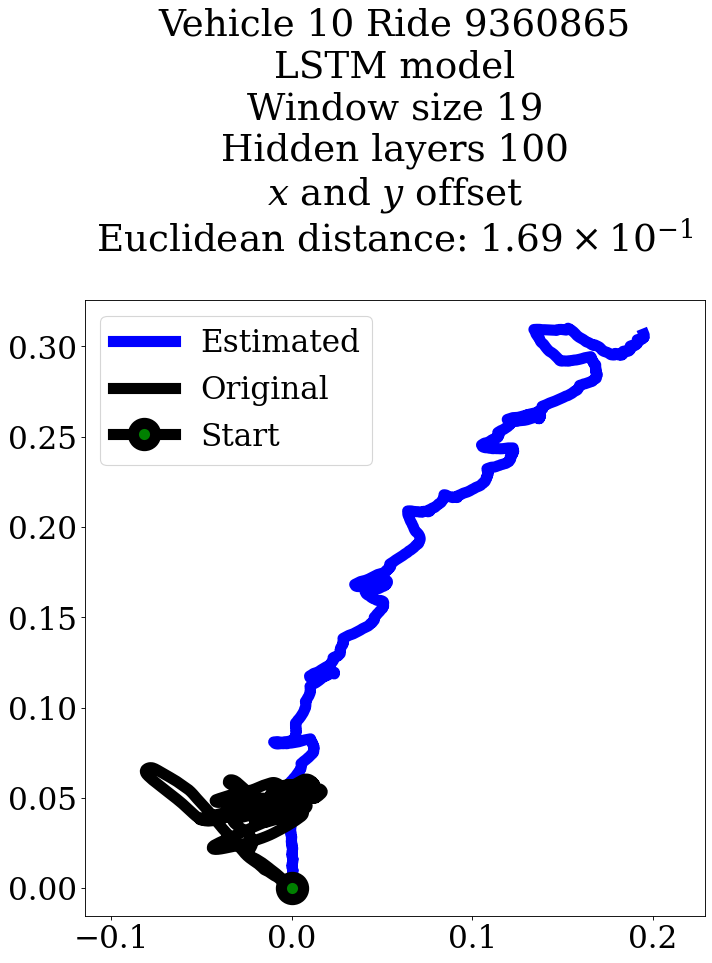 Vehicle 10 Ride 9360865
LSTM model
Window size 19
Hidden layers 100
x and y offset
Euclidean distance: 1.69 × 10⁻¹
Estimated
Original
Start
0.30
0.25
0.20
0.15
0.10
0.05
0.00
−0.1 0.0 0.1 0.2